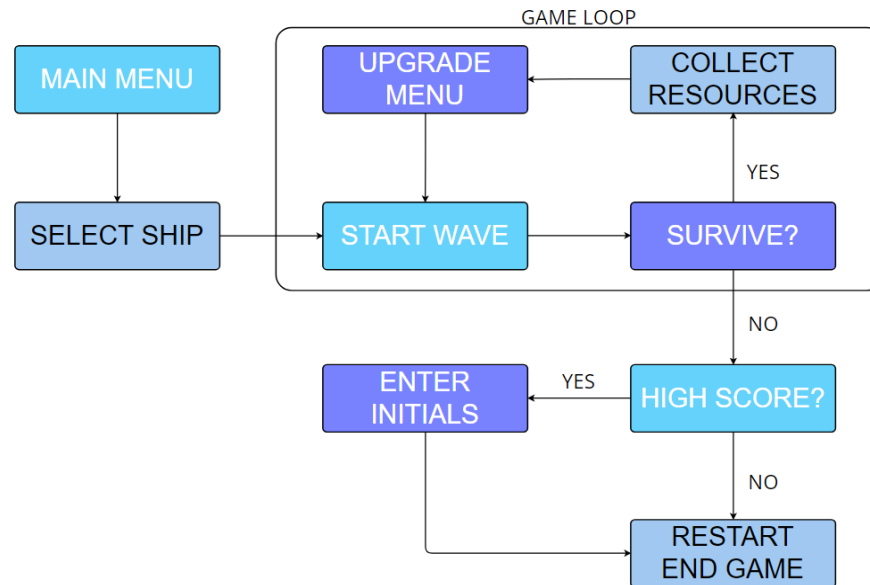 GAME LOOP
MAIN MENU
UPGRADE
MENU
COLLECT
RESOURCES
YES
SELECT SHIP
START WAVE
SURVIVE?
NO
ENTER
INITIALS
YES
HIGH SCORE?
NO
RESTART
END GAME